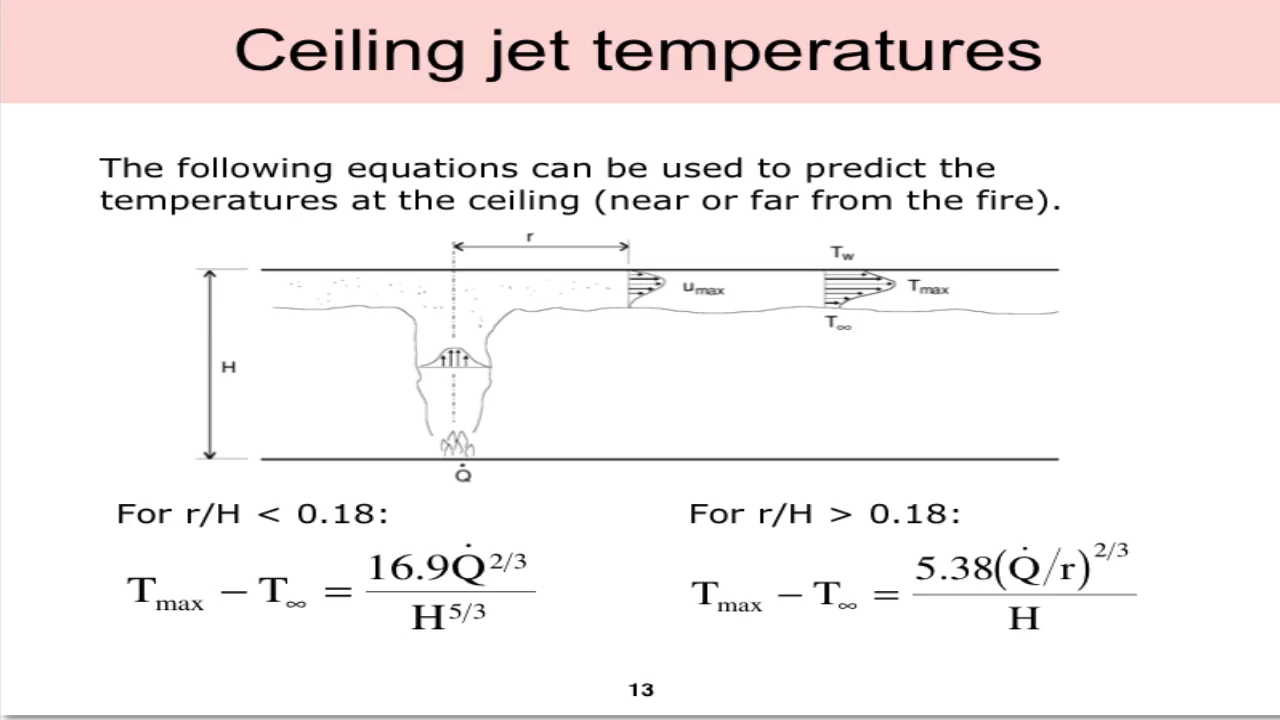 Ceiling jet temperatures
The following equations can be used to predict the
temperatures at the ceiling (near or far from the fire).
r
T_w
u_max
T_max
T_∞
H
Q̇
For r/H < 0.18:
T_max − T_∞ = 16.9Q̇^2/3 / H^5/3
For r/H > 0.18:
T_max − T_∞ = 5.38(Q̇/r)^2/3 / H
13